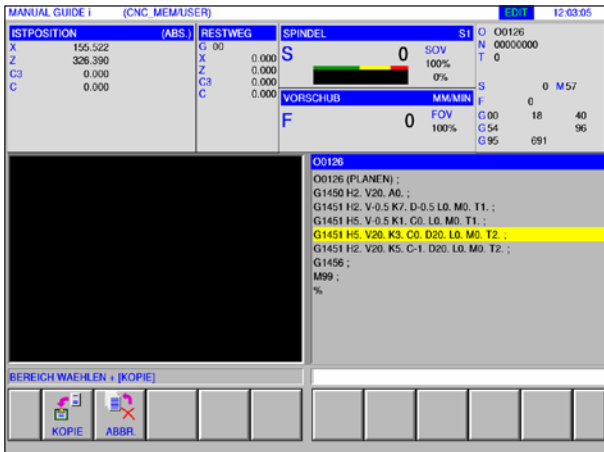 MANUAL GUIDE i (CNC_MEM/USER) EDIT 12:03:05
ISTPOSITION (ABS.)
X 155.522
Z 326.390
C3 0.000
C 0.000
RESTWEG
G 00
X 0.000
Z 0.000
C3 0.000
C 0.000
SPINDEL S1
S 0 SOV
100%
0%
VORSCHUB MM/MIN
F 0 FOV
100%
O O0126
N 00000000
T 0
S 0 M57
F 0
G00 18 40
G54 96
G95 691
O0126
O0126 (PLANEN) ;
G1450 H2. V20. A0. ;
G1451 H2. V-0.5 K7. D-0.5 L0. M0. T1. ;
G1451 H5. V-0.5 K1. C0. L0. M0. T1. ;
G1451 H5. V20. K3. C0. D20. L0. M0. T2. ;
G1451 H2. V20. K5. C-1. D20. L0. M0. T2. ;
G1456 ;
M99 ;
%
BEREICH WAEHLEN + [KOPIE]
KOPIE ABBR.